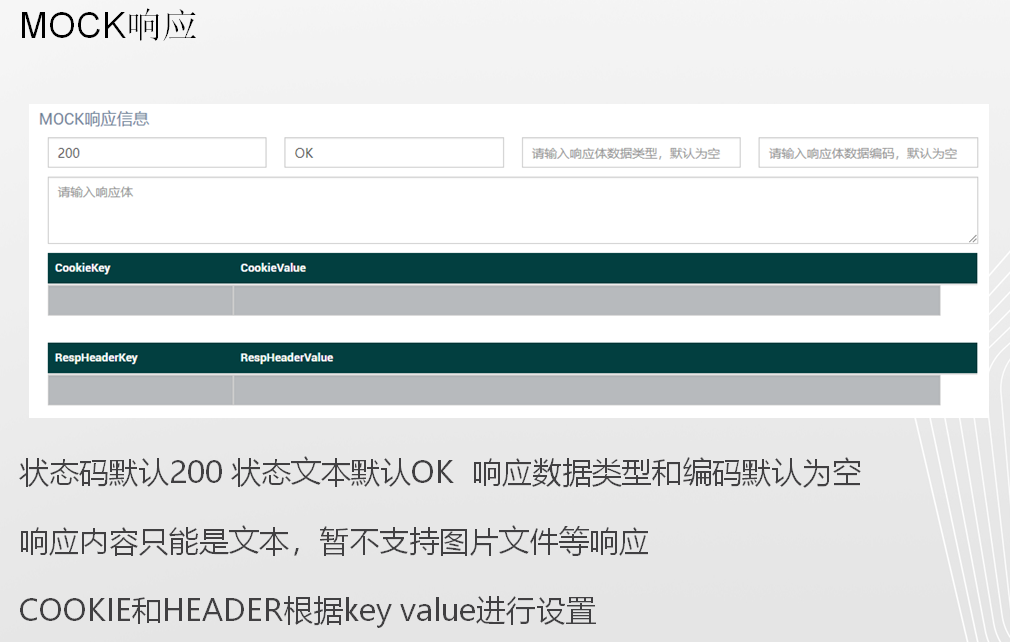 MOCK响应
MOCK响应信息
200 OK 请输入响应体数据类型，默认为空 请输入响应体数据编码，默认为空
请输入响应体
CookieKey CookieValue
RespHeaderKey RespHeaderValue
状态码默认200 状态文本默认OK 响应数据类型和编码默认为空
响应内容只能是文本，暂不支持图片文件等响应
COOKIE和HEADER根据key value进行设置